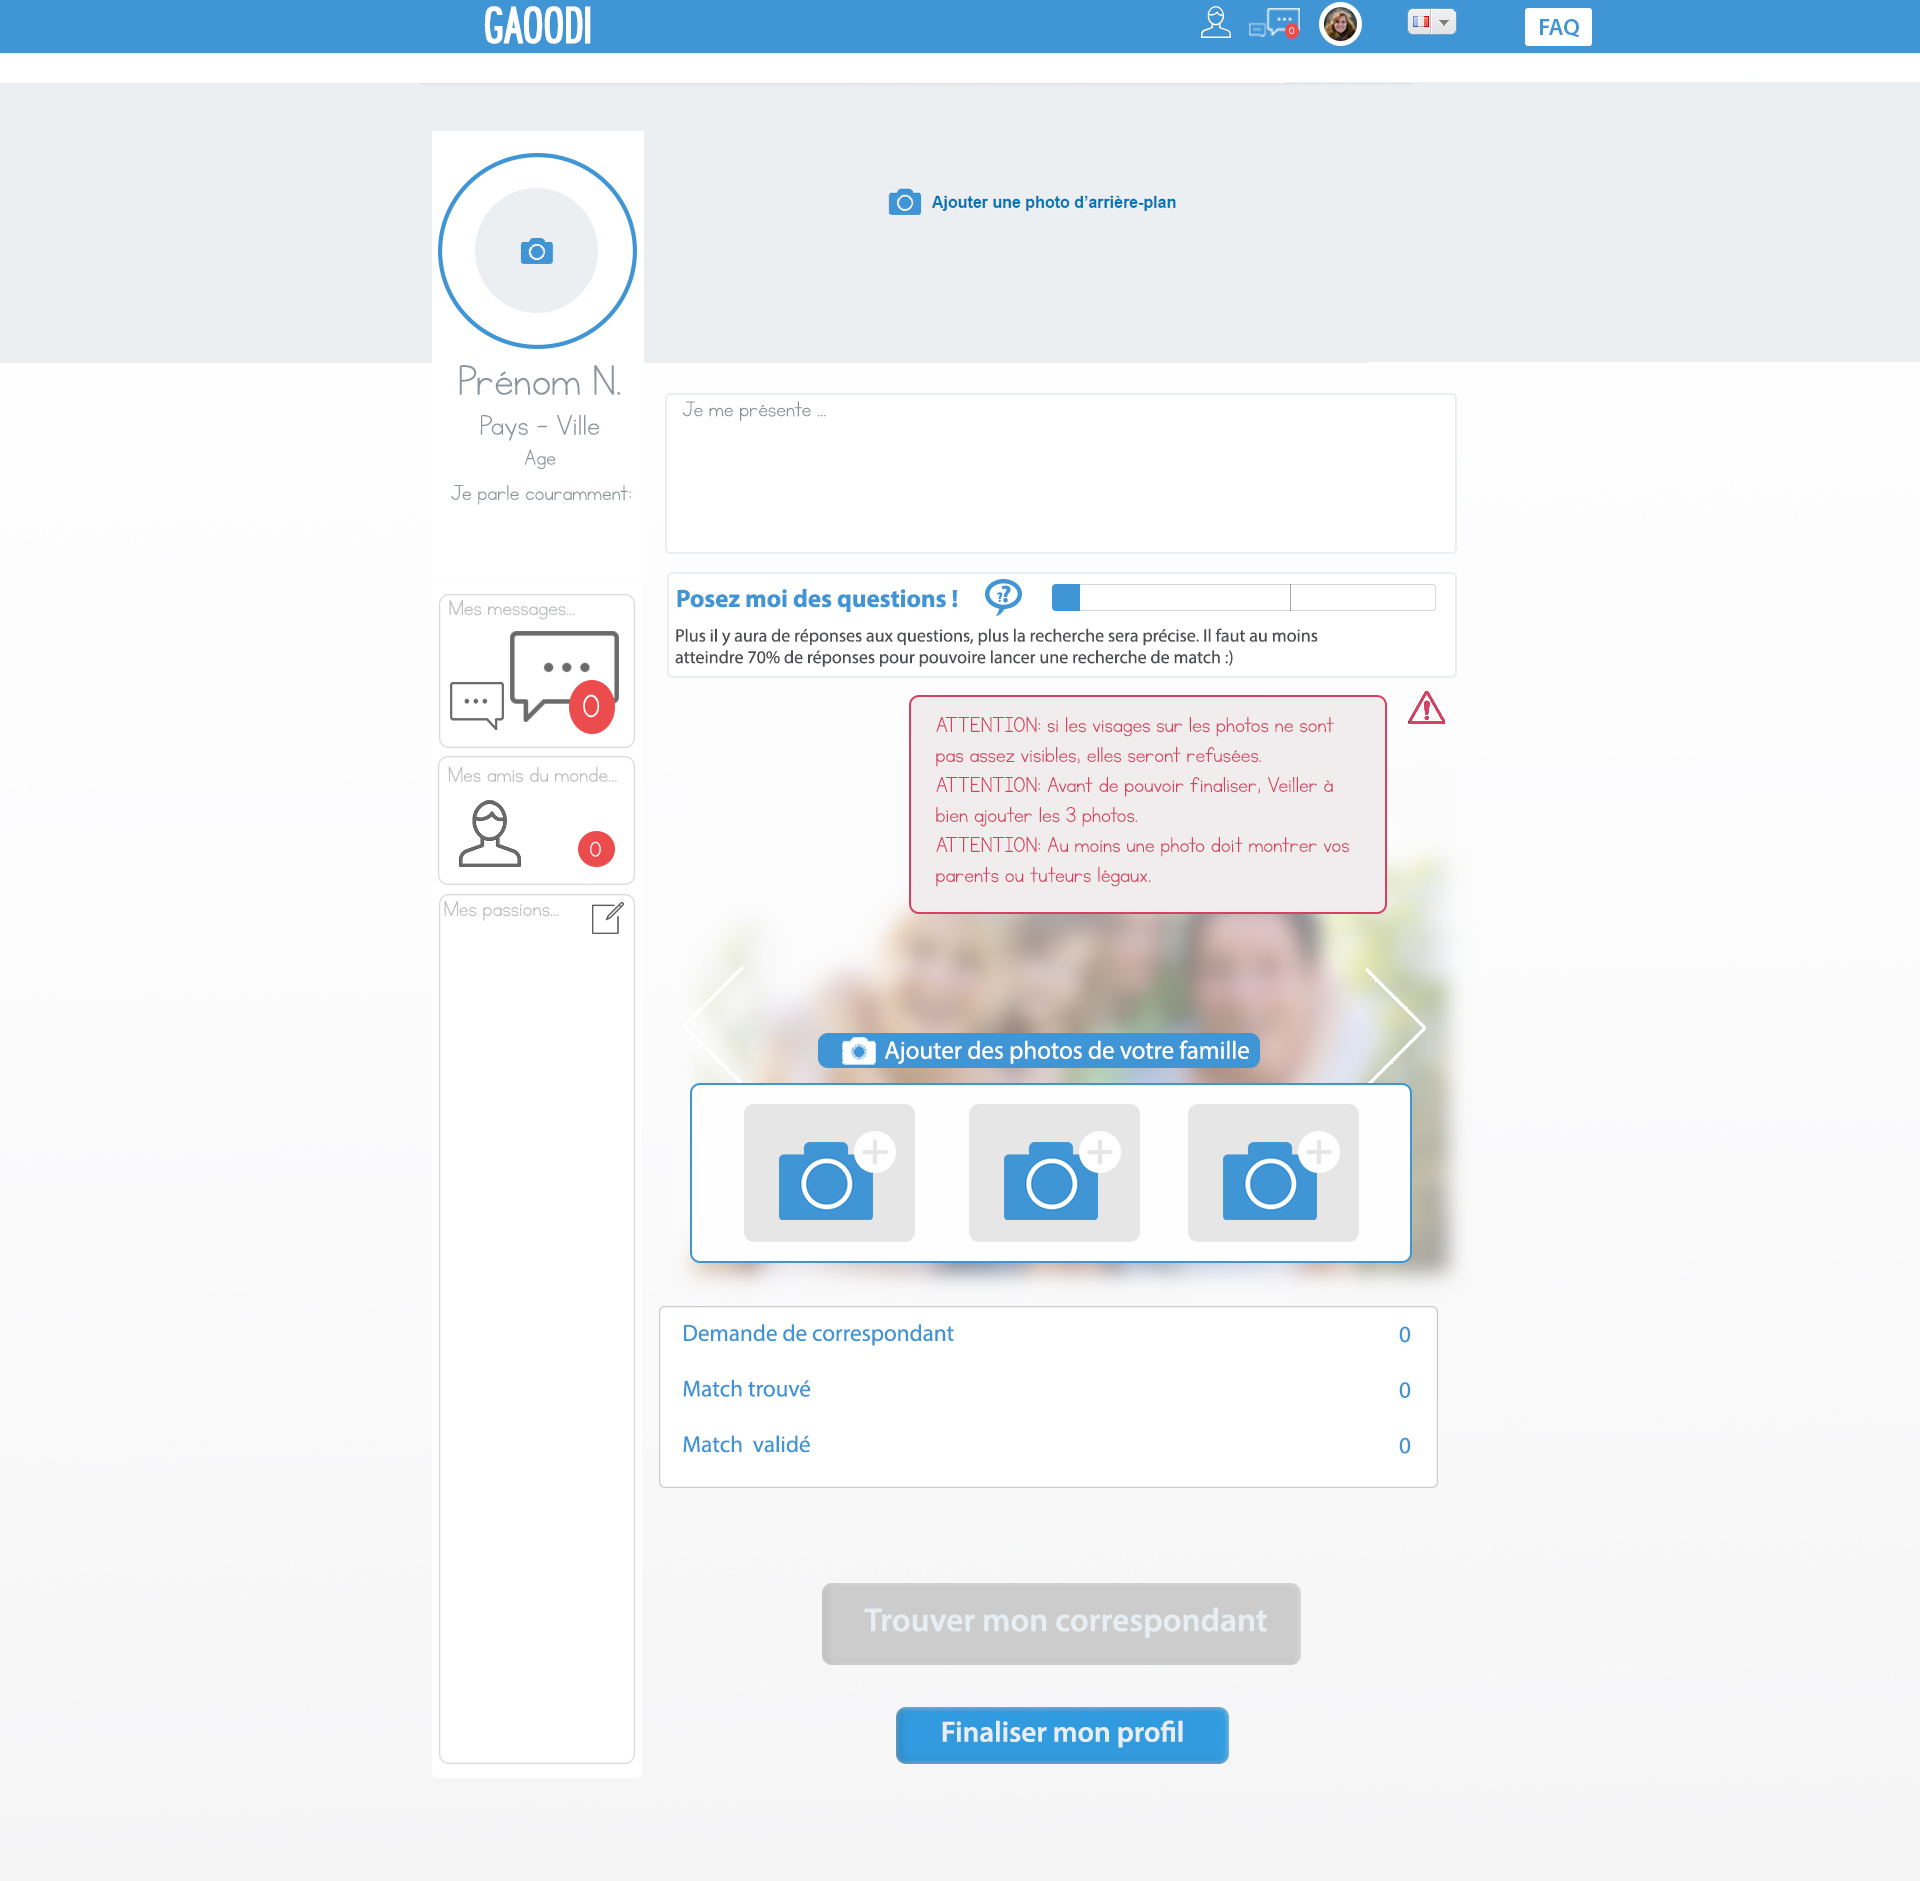 GAOODI
0
FAQ
Ajouter une photo d'arrière-plan
Prénom N.
Pays - Ville
Age
Je parle couramment:
Je me présente ...
Posez moi des questions !
??
Plus il y aura de réponses aux questions, plus la recherche sera précise. Il faut au moins
atteindre 70% de réponses pour pouvoire lancer une recherche de match :)
Mes messages...
0
Mes amis du monde...
0
Mes passions...
ATTENTION: si les visages sur les photos ne sont
pas assez visibles, elles seront refusées.
ATTENTION: Avant de pouvoir finaliser, Veiller à
bien ajouter les 3 photos.
ATTENTION: Au moins une photo doit montrer vos
parents ou tuteurs légaux.
Ajouter des photos de votre famille
Demande de correspondant 0
Match trouvé 0
Match validé 0
Trouver mon correspondant
Finaliser mon profil